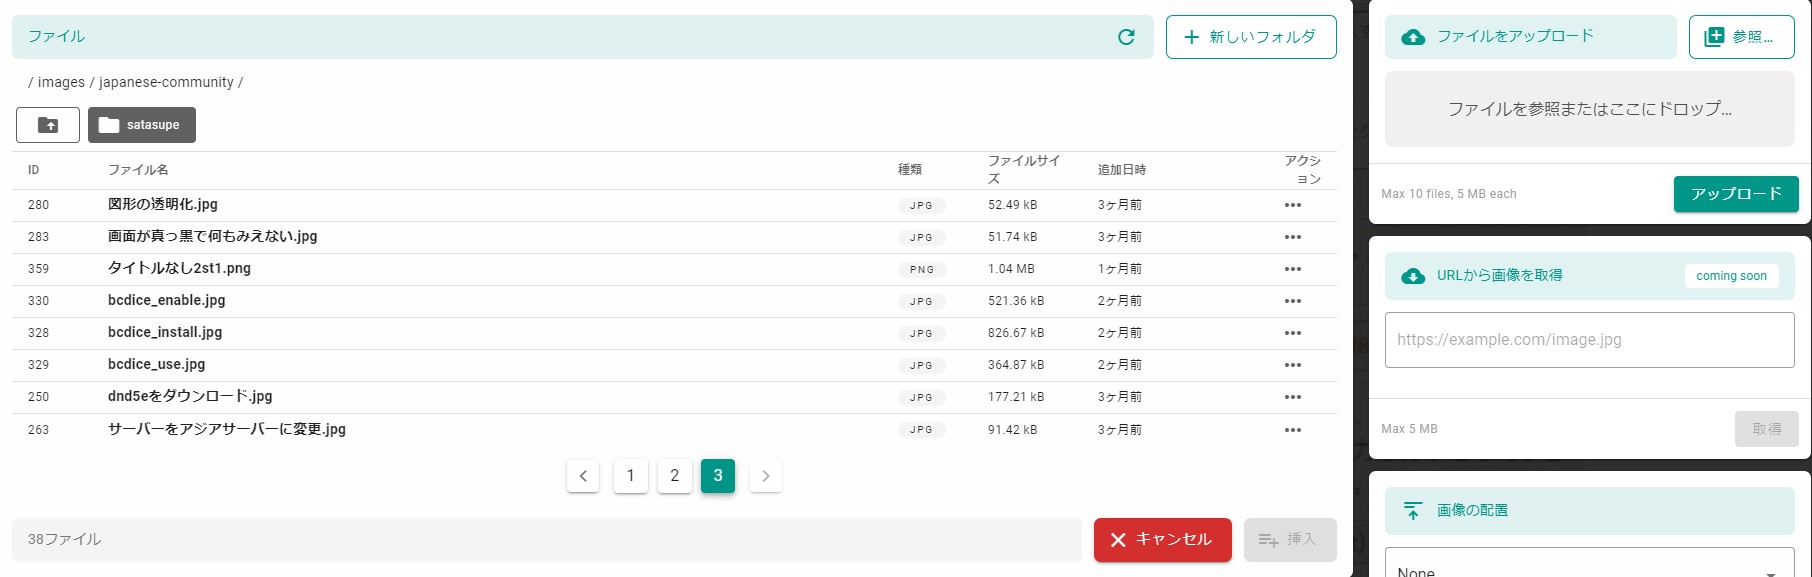 ファイル
新しいフォルダ
/ images / japanese-community /
satasupe
ID ファイル名 種類 ファイルサイズ 追加日時 アクション
280 図形の透明化.jpg JPG 52.49 kB 3ヶ月前
283 画面が真っ黒で何もみえない.jpg JPG 51.74 kB 3ヶ月前
359 タイトルなし2st1.png PNG 1.04 MB 1ヶ月前
330 bcdice_enable.jpg JPG 521.36 kB 2ヶ月前
328 bcdice_install.jpg JPG 826.67 kB 2ヶ月前
329 bcdice_use.jpg JPG 364.87 kB 2ヶ月前
250 dnd5eをダウンロード.jpg JPG 177.21 kB 3ヶ月前
263 サーバーをアジアサーバーに変更.jpg JPG 91.42 kB 3ヶ月前
1 2 3
38ファイル
キャンセル
挿入
ファイルをアップロード
参照...
ファイルを参照またはここにドロップ...
Max 10 files, 5 MB each
アップロード
URLから画像を取得
coming soon
https://example.com/image.jpg
Max 5 MB
取得
画像の配置
None